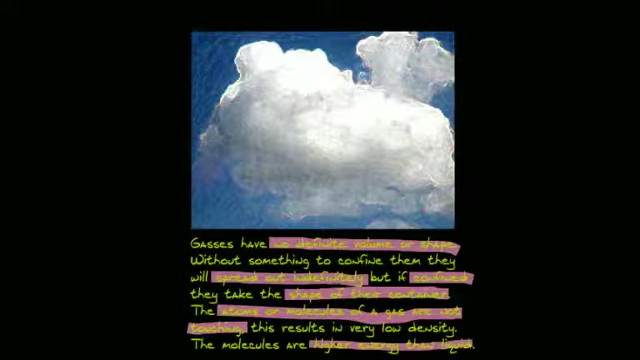 Gasses have no definite volume or shape.
Without something to confine them they
will spread out indefinitely but if confined
they take the shape of their container.
The atoms or molecules of a gas are not
touching, this results in very low density.
The molecules are higher energy than liquid.